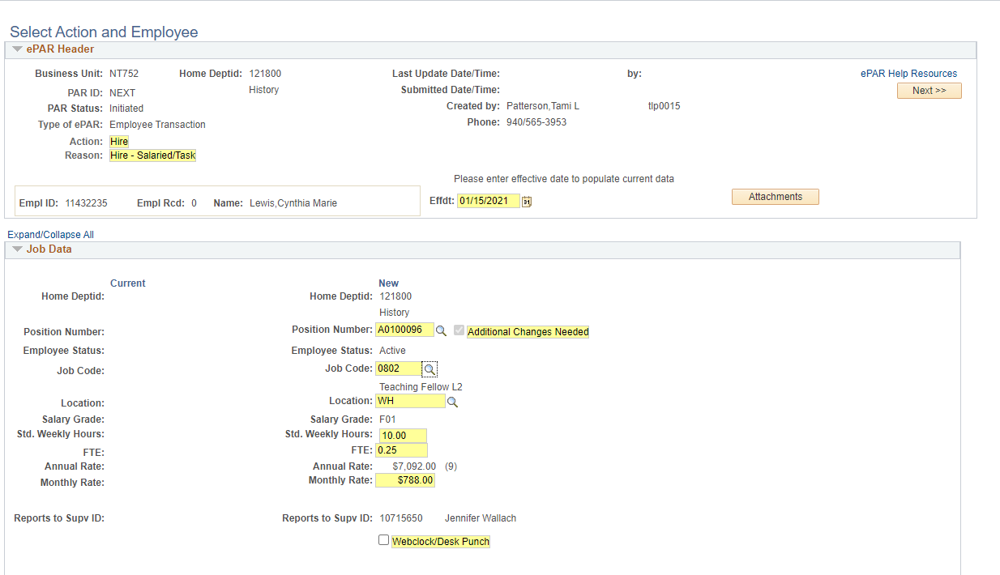 Select Action and Employee
ePAR Header
Business Unit: NT752 Home Deptid: 121800 Last Update Date/Time: by: ePAR Help Resources
PAR ID: NEXT History Submitted Date/Time: Next >>
PAR Status: Initiated Created by: Patterson,Tami L tlp0015
Type of ePAR: Employee Transaction Phone: 940/565-3953
Action: Hire
Reason: Hire - Salaried/Task
Please enter effective date to populate current data
Empl ID: 11432235 Empl Rcd: 0 Name: Lewis,Cynthia Marie Effdt: 01/15/2021 31 Attachments
Expand/Collapse All
Job Data
Current New
Home Deptid: Home Deptid: 121800
History
Position Number: Position Number: A0100096 Additional Changes Needed
Employee Status: Employee Status: Active
Job Code: Job Code: 0802
Teaching Fellow L2
Location: Location: WH
Salary Grade: Salary Grade: F01
Std. Weekly Hours: Std. Weekly Hours: 10.00
FTE: FTE: 0.25
Annual Rate: Annual Rate: $7,092.00 (9)
Monthly Rate: Monthly Rate: $788.00
Reports to Supv ID: Reports to Supv ID: 10715650 Jennifer Wallach
Webclock/Desk Punch